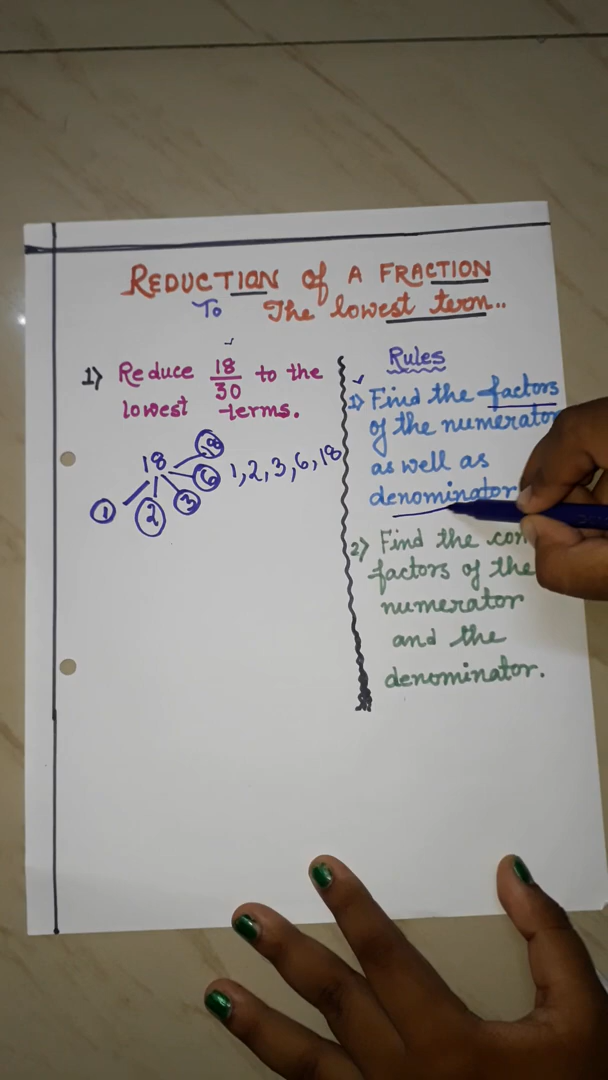 REDUCTION of A FRACTION
To The lowest term..
1) Reduce 18/30 to the
lowest terms.
18
1 2 3 6 18
1, 2, 3, 6, 18
Rules
1) Find the factors
of the numerator
as well as
denominator
2) Find the
factors of the
numerator
and the
denominator.